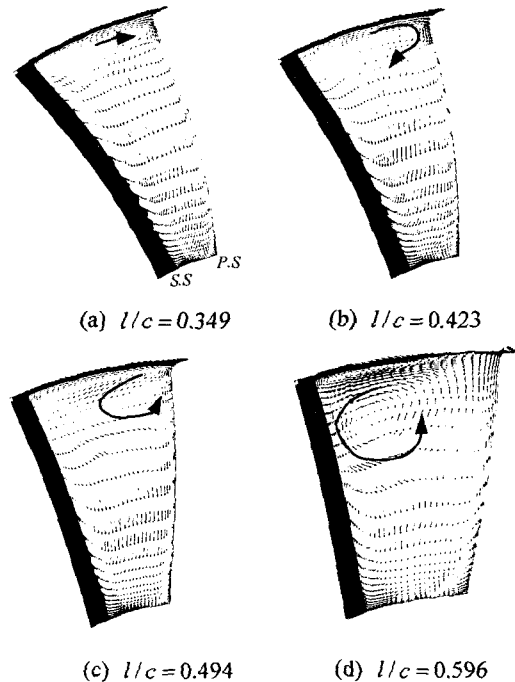 S.S
P.S
(a) l/c = 0.349
(b) l/c = 0.423
(c) l/c = 0.494
(d) l/c = 0.596